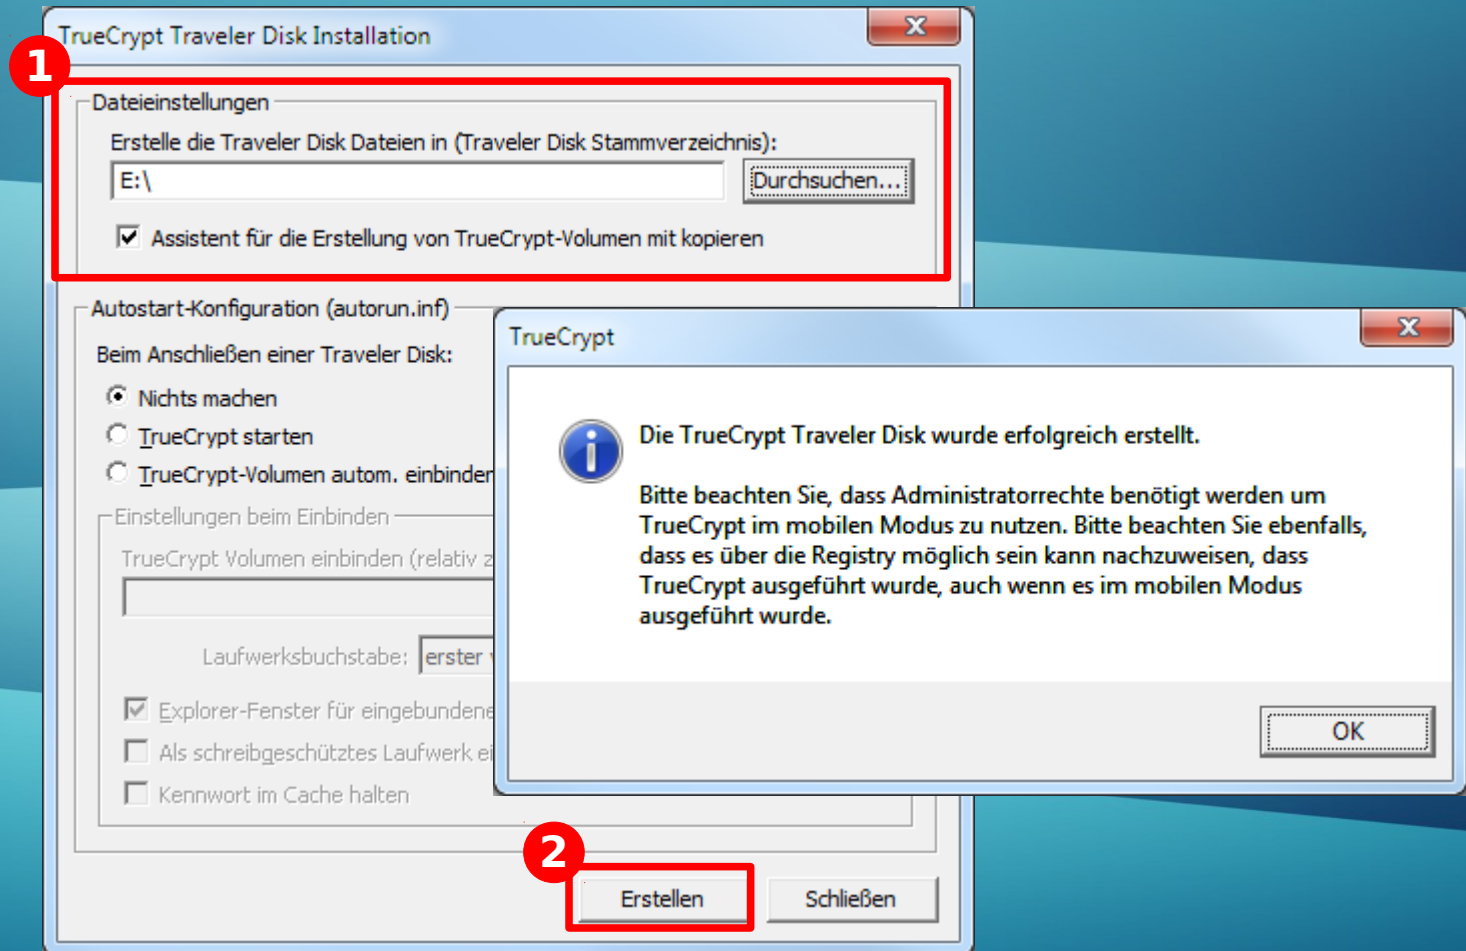 TrueCrypt Traveler Disk Installation
1
Dateieinstellungen
Erstelle die Traveler Disk Dateien in (Traveler Disk Stammverzeichnis):
E:\
Durchsuchen...
Assistent für die Erstellung von TrueCrypt-Volumen mit kopieren
Autostart-Konfiguration (autorun.inf)
Beim Anschließen einer Traveler Disk:
Nichts machen
TrueCrypt starten
TrueCrypt-Volumen autom. einbinden
Einstellungen beim Einbinden
TrueCrypt Volumen einbinden (relativ
Laufwerksbuchstabe:
erster
Explorer-Fenster für eingebundene
Als schreibgeschütztes Laufwerk
Kennwort im Cache halten
2
Erstellen
Schließen
TrueCrypt
Die TrueCrypt Traveler Disk wurde erfolgreich erstellt.
Bitte beachten Sie, dass Administratorrechte benötigt werden um
TrueCrypt im mobilen Modus zu nutzen. Bitte beachten Sie ebenfalls,
dass es über die Registry möglich sein kann nachzuweisen, dass
TrueCrypt ausgeführt wurde, auch wenn es im mobilen Modus
ausgeführt wurde.
OK